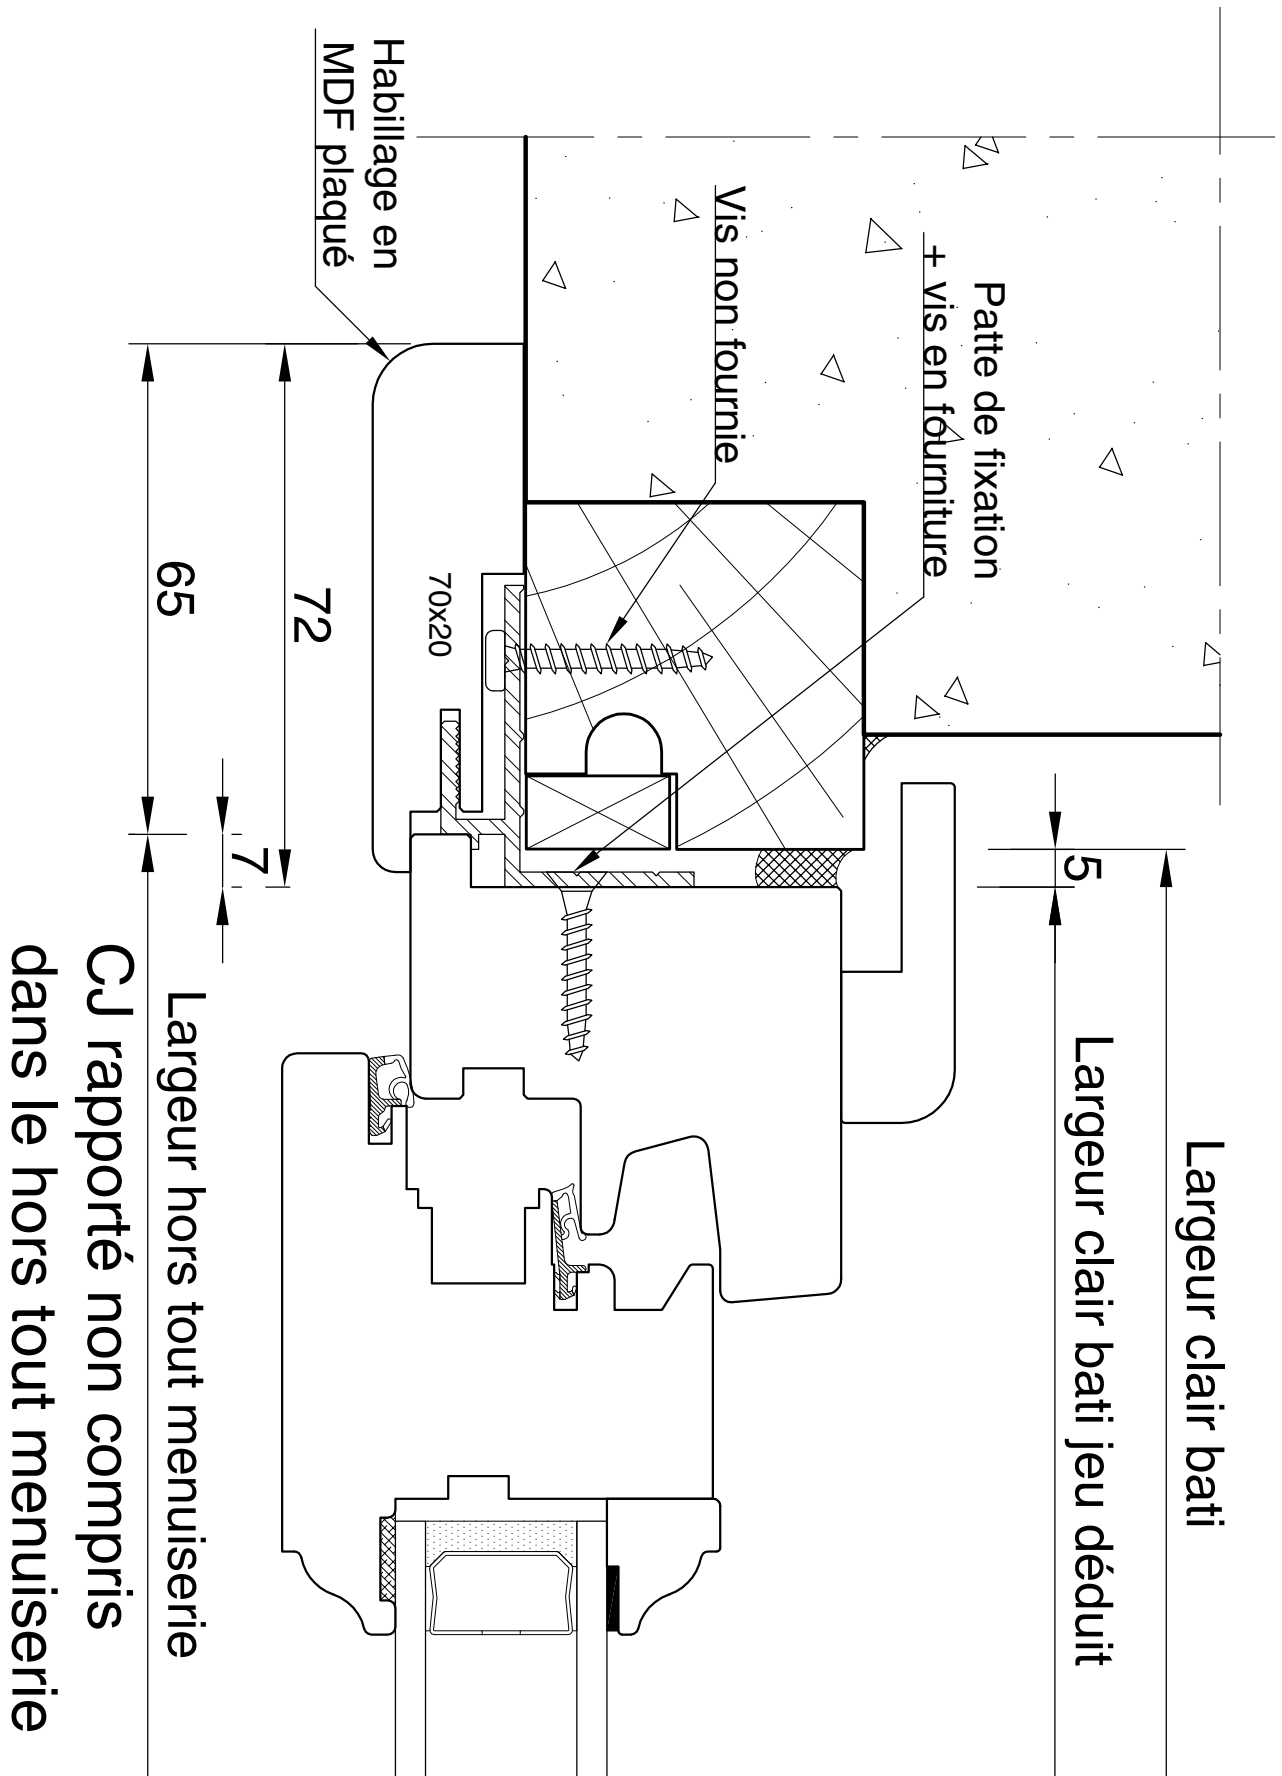 Largeur clair bati
Largeur clair bati jeu déduit
5
Patte de fixation
+ vis en fourniture
Vis non fournie
Habillage en
MDF plaqué
70x20
72
7
65
Largeur hors tout menuiserie
CJ rapporté non compris
dans le hors tout menuiserie